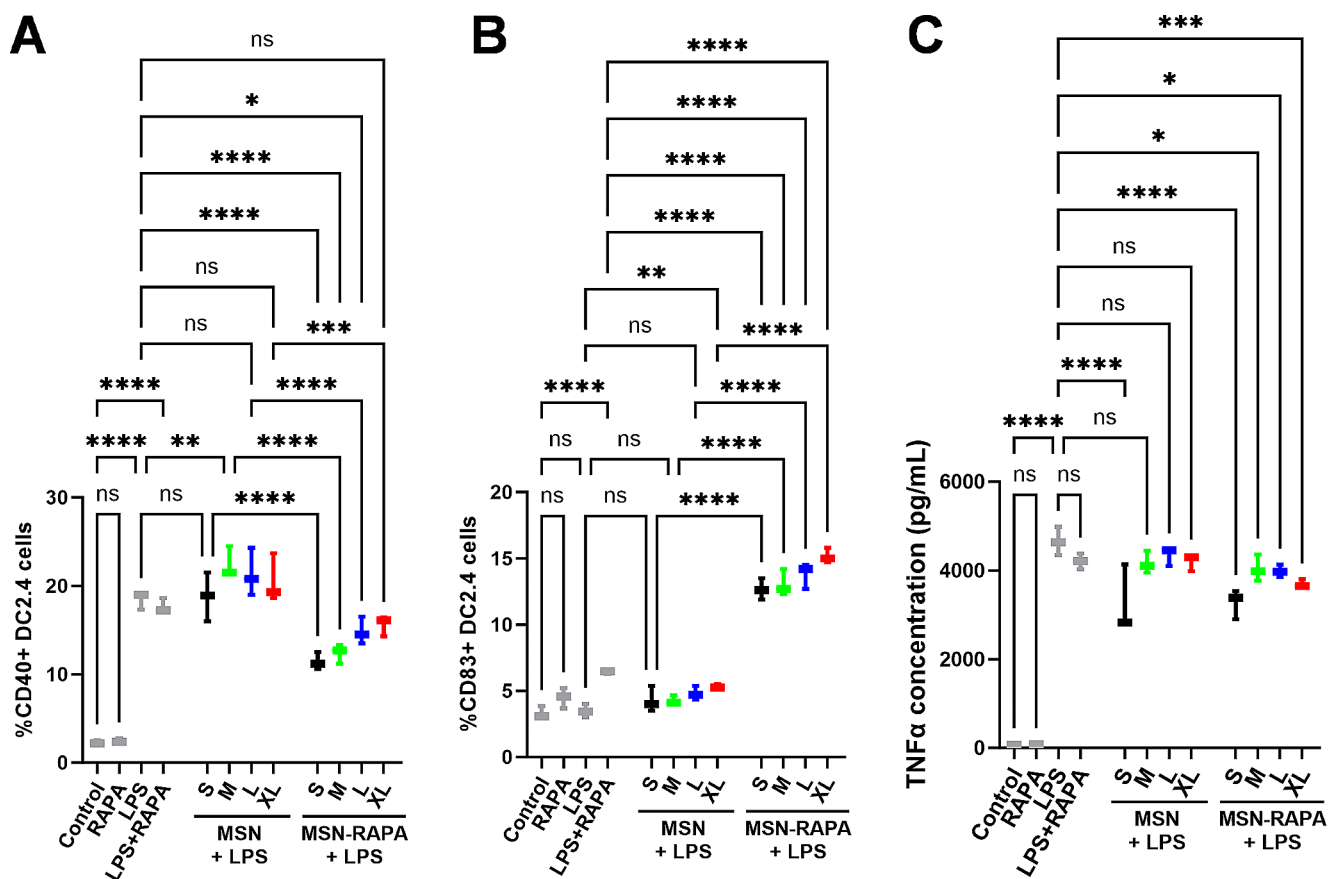 A
ns
*
****
****
ns
ns
***
****
****
****
**
****
ns
ns
****
30
20
10
0
%CD40+ DC2.4 cells
Control
RAPA
LPS
LPS+RAPA
S
M
L
XL
S
M
L
XL
MSN
+ LPS
MSN-RAPA
+ LPS
B
****
****
****
****
**
ns
****
****
****
ns
ns
****
ns
ns
****
20
15
10
5
0
%CD83+ DC2.4 cells
Control
RAPA
LPS
LPS+RAPA
S
M
L
XL
S
M
L
XL
MSN
+ LPS
MSN-RAPA
+ LPS
C
***
*
*
****
ns
ns
****
****
ns
ns
ns
6000
4000
2000
0
TNFα concentration (pg/mL)
Control
RAPA
LPS
LPS+RAPA
S
M
L
XL
S
M
L
XL
MSN
+ LPS
MSN-RAPA
+ LPS